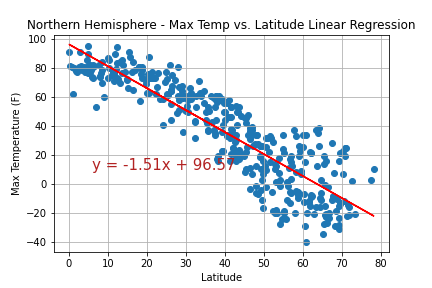 Northern Hemisphere - Max Temp vs. Latitude Linear Regression
Max Temperature (F)
100
80
60
40
20
0
−20
−40
y = -1.51x + 96.57
0 10 20 30 40 50 60 70 80
Latitude